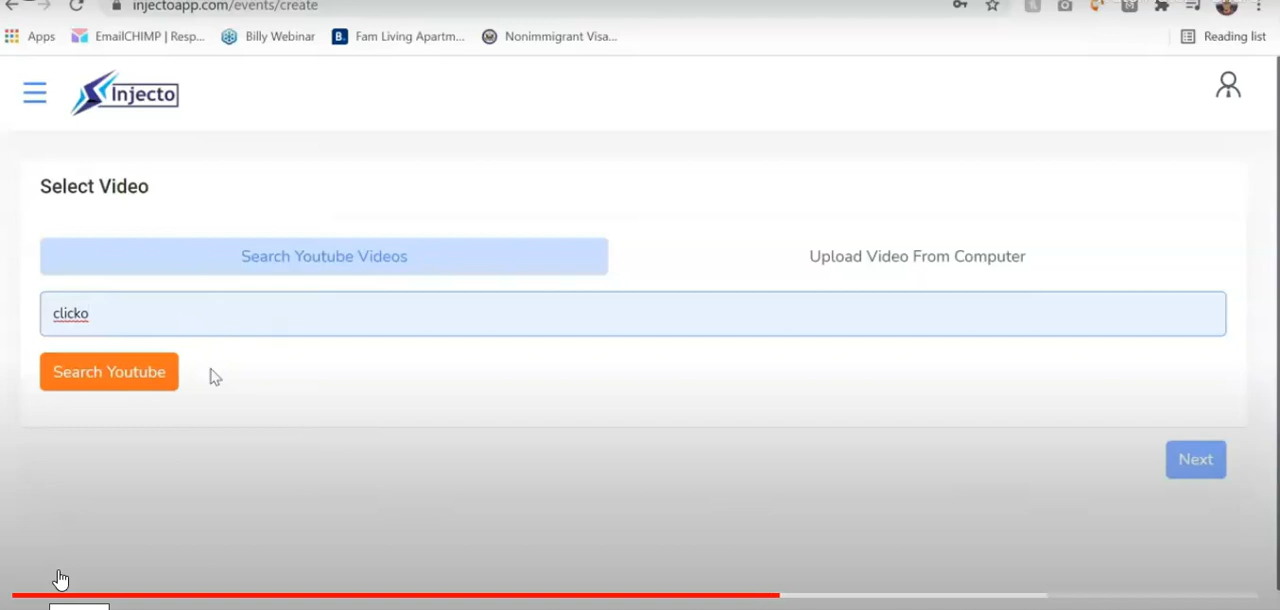 injectoapp.com/events/create
Apps EmailCHIMP | Resp... Billy Webinar B. Fam Living Apartm... Nonimmigrant Visa... Reading list
Injecto
Select Video
Search Youtube Videos Upload Video From Computer
clicko
Search Youtube
Next